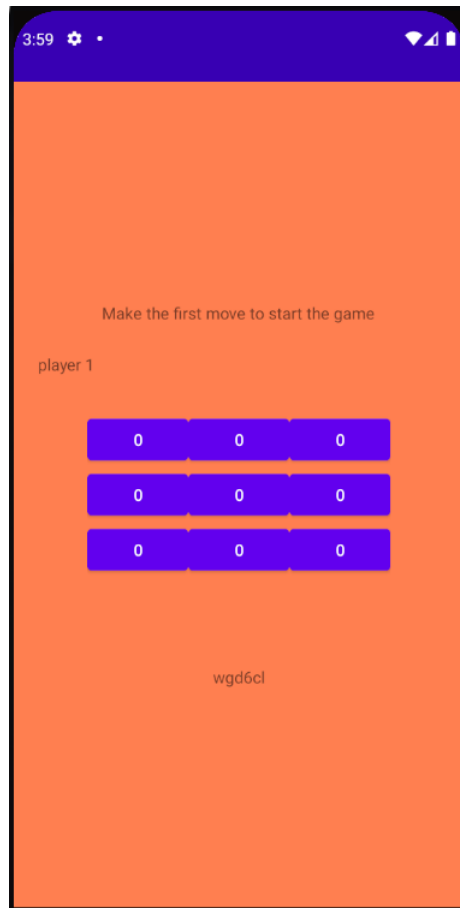 3:59
Make the first move to start the game
player 1
0 0 0
0 0 0
0 0 0
wgd6cl